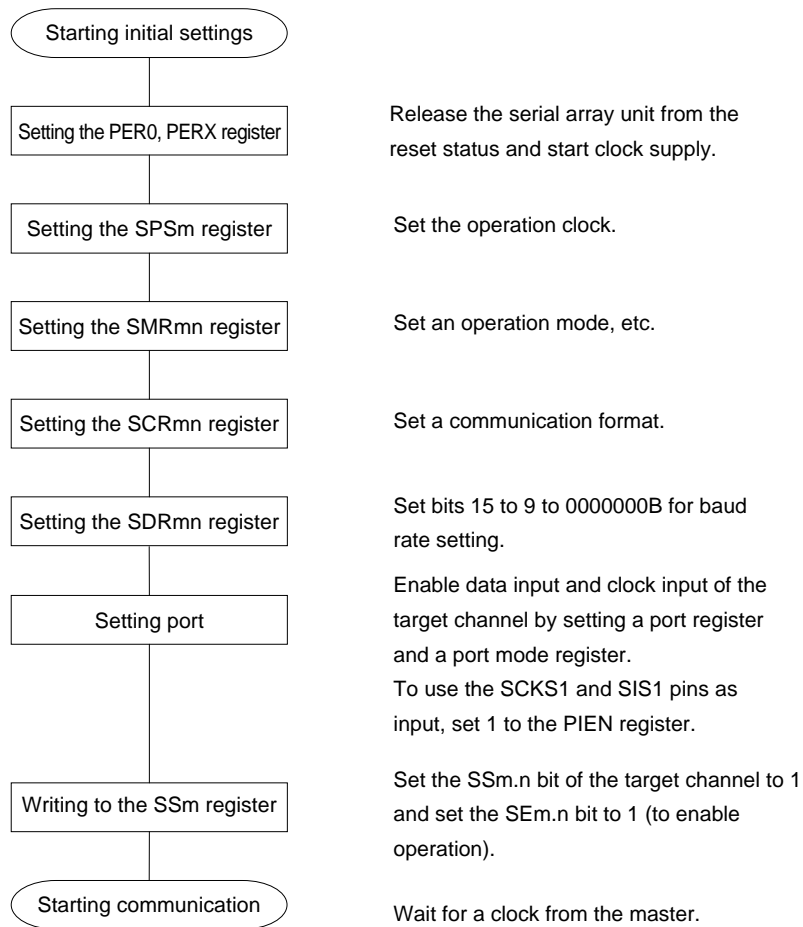 Starting initial settings
Setting the PER0, PERX register
Release the serial array unit from the
reset status and start clock supply.
Setting the SPSm register
Set the operation clock.
Setting the SMRmn register
Set an operation mode, etc.
Setting the SCRmn register
Set a communication format.
Setting the SDRmn register
Set bits 15 to 9 to 0000000B for baud
rate setting.
Setting port
Enable data input and clock input of the
target channel by setting a port register
and a port mode register.
To use the SCKS1 and SIS1 pins as
input, set 1 to the PIEN register.
Writing to the SSm register
Set the SSm.n bit of the target channel to 1
and set the SEm.n bit to 1 (to enable
operation).
Starting communication
Wait for a clock from the master.